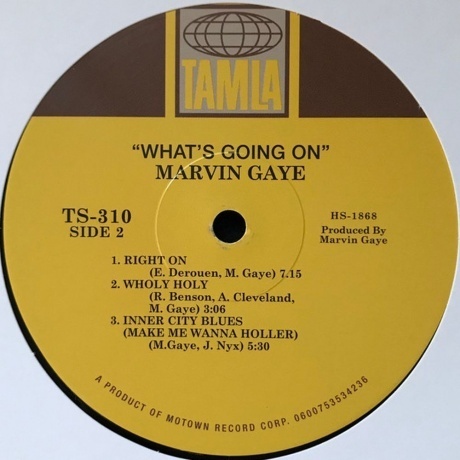 TAMLA
"WHAT'S GOING ON"
MARVIN GAYE
TS-310
SIDE 2
HS-1868
Produced By
Marvin Gaye
1. RIGHT ON
(E. Derouen, M. Gaye) 7.15
2. WHOLY HOLY
(R. Benson, A. Cleveland,
M. Gaye) 3:06
3. INNER CITY BLUES
(MAKE ME WANNA HOLLER)
(M.Gaye, J. Nyx) 5:30
A PRODUCT OF MOTOWN RECORD CORP. 0600753534236